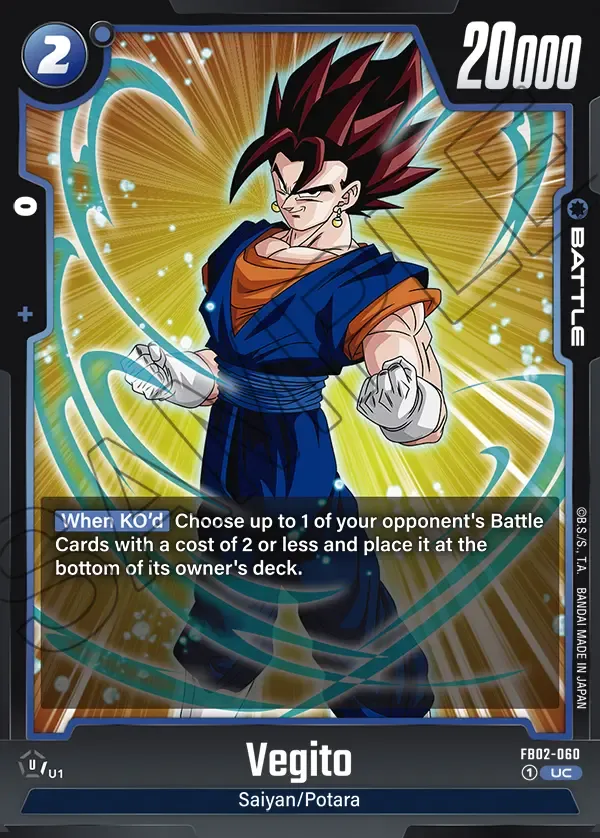 2
20000
0
+
BATTLE
When KO'd Choose up to 1 of your opponent's Battle
Cards with a cost of 2 or less and place it at the
bottom of its owner's deck.
©B.S./S., T.A. BANDAI MADE IN JAPAN
SAMPLE
U/U1
Vegito
FB02-060
1 UC
Saiyan/Potara